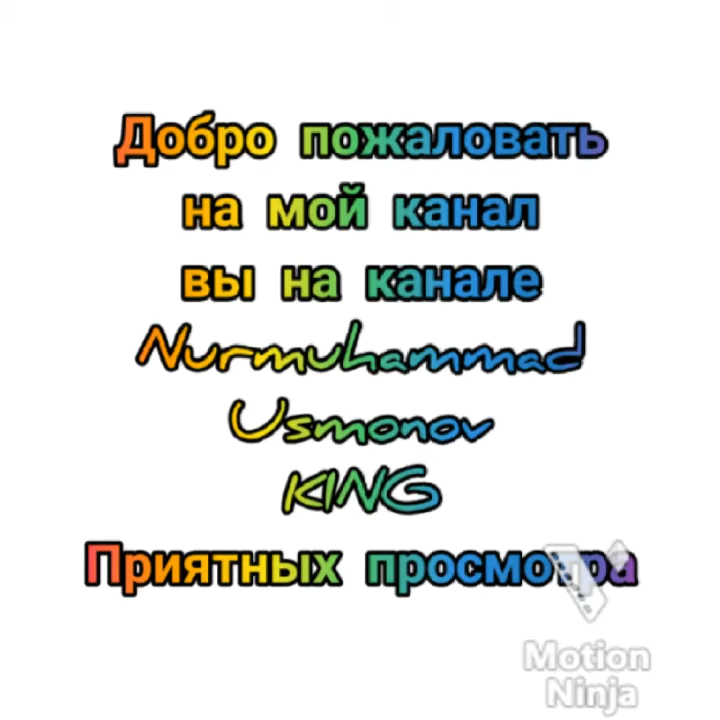 Добро пожаловать
на мой канал
вы на канале
Nurmuhammad
Usmonov
KING
Приятных просмотра
Motion
Ninja